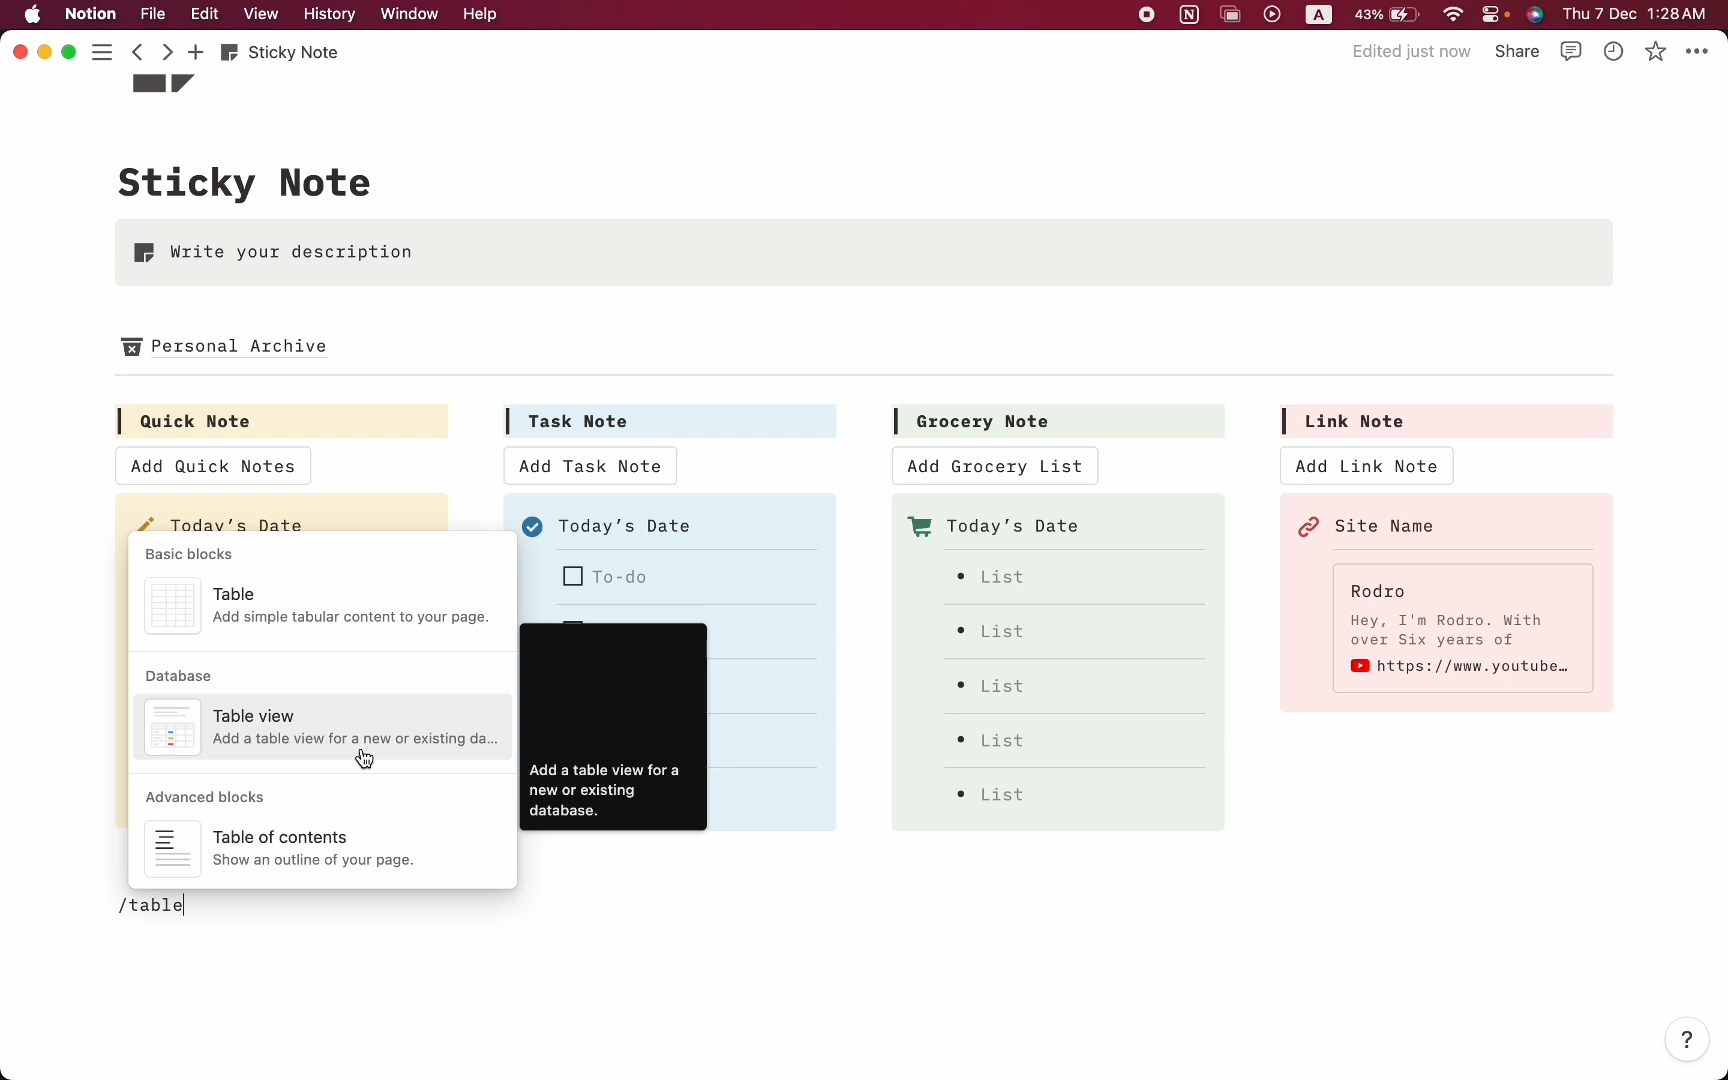 Notion File Edit View History Window Help A 43% Thu 7 Dec 1:28 AM
Sticky Note Edited just now Share
Sticky Note
Write your description
Personal Archive
Quick Note
Add Quick Notes
Today's Date
Task Note
Add Task Note
Today's Date
To-do
Grocery Note
Add Grocery List
Today's Date
List
List
List
List
List
Link Note
Add Link Note
Site Name
Rodro
Hey, I'm Rodro. With
over Six years of
https://www.youtube…
Basic blocks
Table
Add simple tabular content to your page.
Database
Table view
Add a table view for a new or existing da...
Advanced blocks
Table of contents
Show an outline of your page.
Add a table view for a
new or existing
database.
/table
?